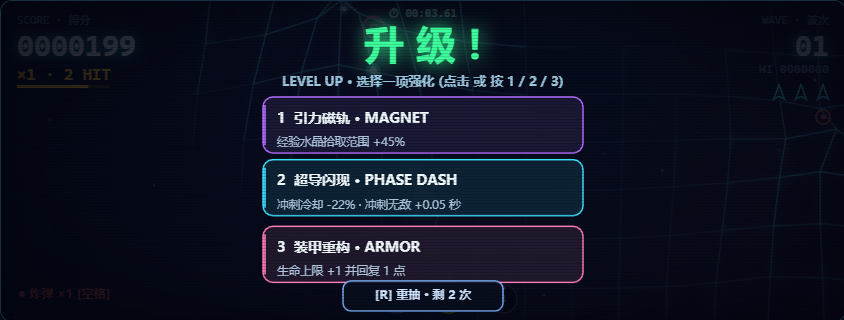 SCORE · 得分
0000199
×1 · 2 HIT
00:03.61
WAVE · 波次
01
HI 0000000
升级!
LEVEL UP • 选择一项强化 (点击 或 按 1 / 2 / 3)
1 引力磁轨 • MAGNET
经验水晶拾取范围 +45%
2 超导闪现 • PHASE DASH
冲刺冷却 -22% · 冲刺无敌 +0.05 秒
3 装甲重构 • ARMOR
生命上限 +1 并回复 1 点
[R] 重抽 • 剩 2 次
炸弹 ×1 [空格]